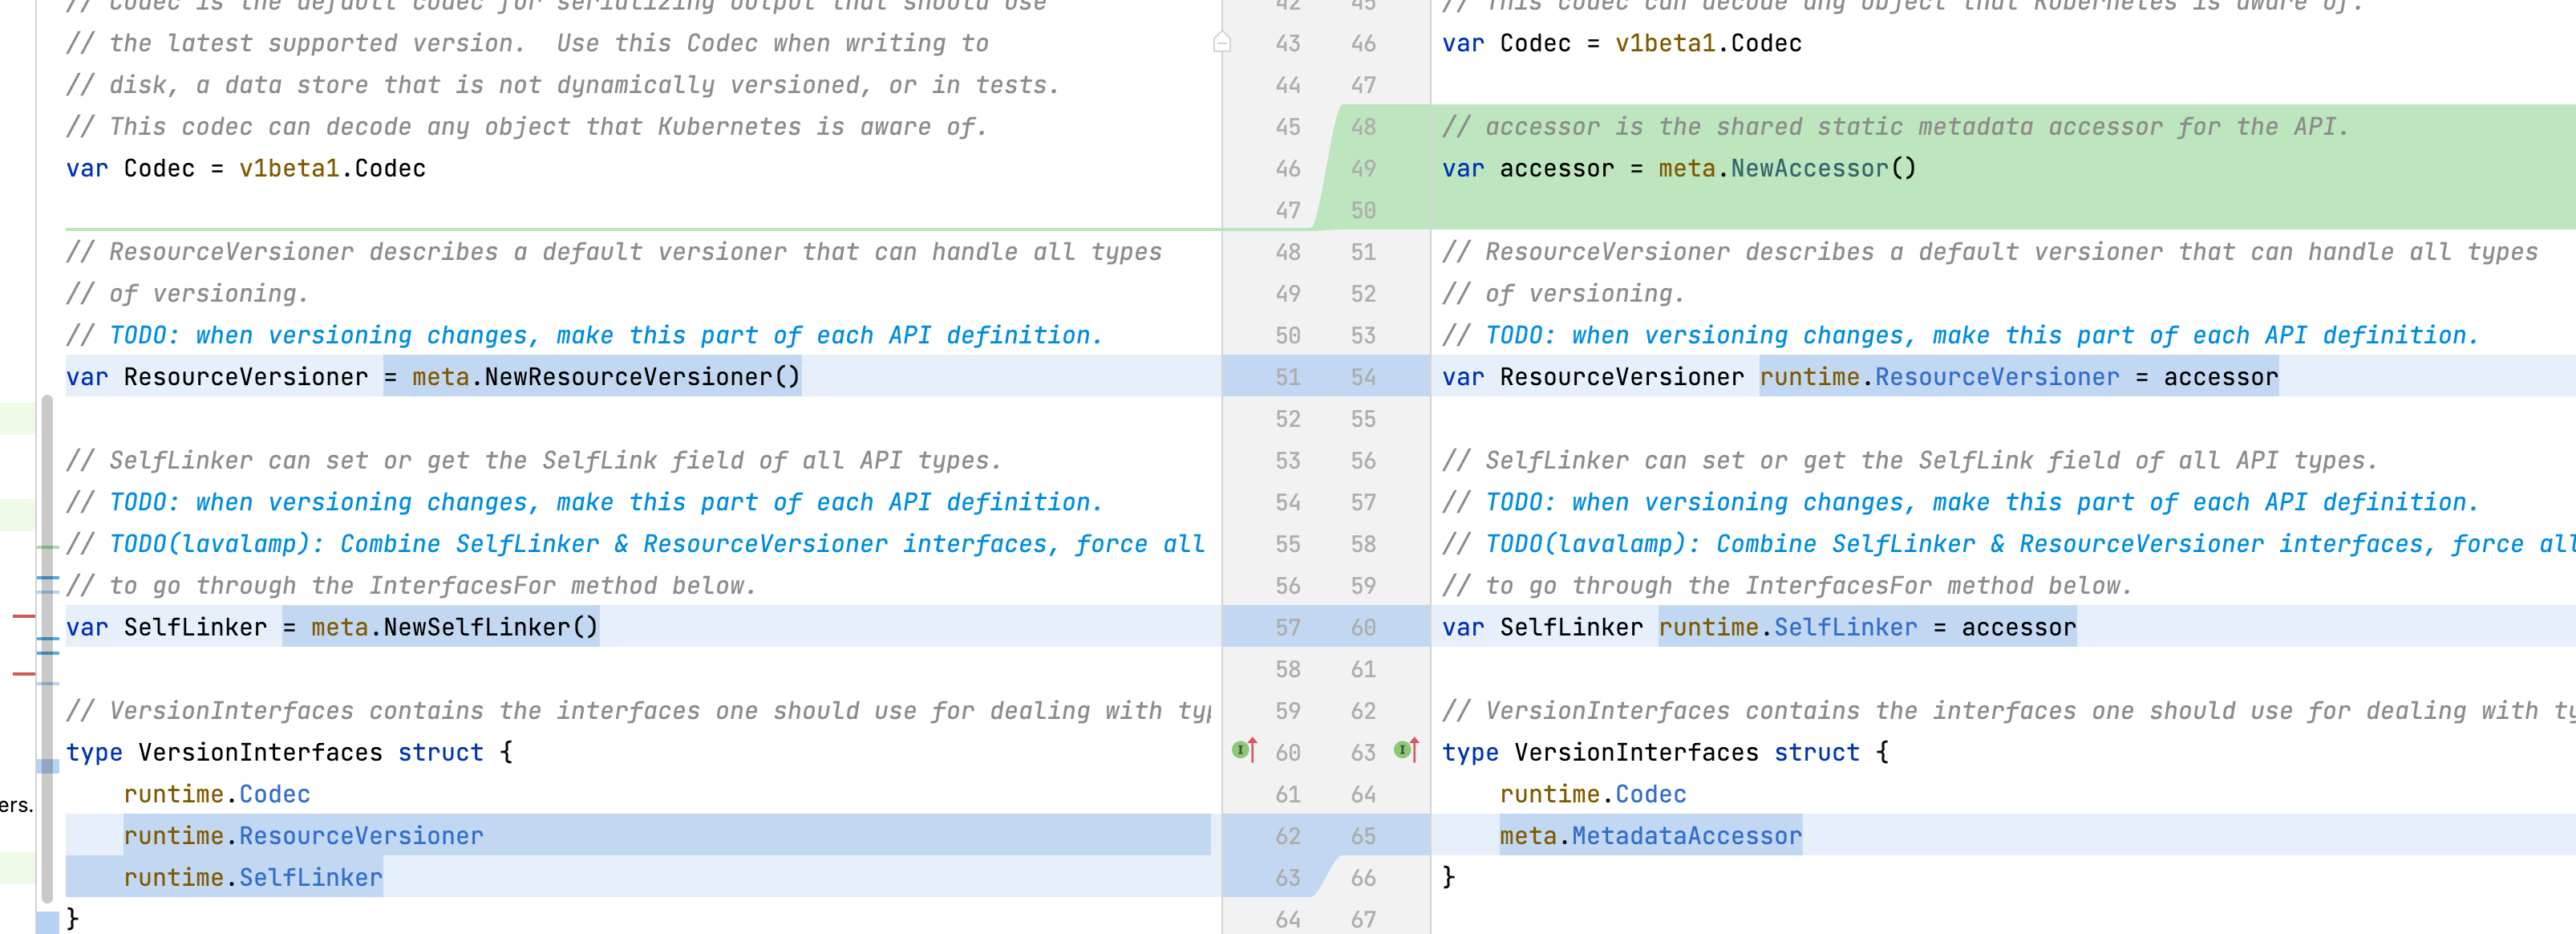 // Codec is the default codec for serializing output that should use
// the latest supported version.  Use this Codec when writing to
// disk, a data store that is not dynamically versioned, or in tests.
// This codec can decode any object that Kubernetes is aware of.
var Codec = v1beta1.Codec
// ResourceVersioner describes a default versioner that can handle all types
// of versioning.
// TODO: when versioning changes, make this part of each API definition.
var ResourceVersioner = meta.NewResourceVersioner()
// SelfLinker can set or get the SelfLink field of all API types.
// TODO: when versioning changes, make this part of each API definition.
// TODO(lavalamp): Combine SelfLinker & ResourceVersioner interfaces, force all
// to go through the InterfacesFor method below.
var SelfLinker = meta.NewSelfLinker()
// VersionInterfaces contains the interfaces one should use for dealing with typ
type VersionInterfaces struct {
runtime.Codec
runtime.ResourceVersioner
runtime.SelfLinker
}
ers.
42 45
43 46
44 47
45 48
46 49
47 50
48 51
49 52
50 53
51 54
52 55
53 56
54 57
55 58
56 59
57 60
58 61
59 62
60 63
61 64
62 65
63 66
64 67
// This codec can decode any object that Kubernetes is aware of.
var Codec = v1beta1.Codec
// accessor is the shared static metadata accessor for the API.
var accessor = meta.NewAccessor()
// ResourceVersioner describes a default versioner that can handle all types
// of versioning.
// TODO: when versioning changes, make this part of each API definition.
var ResourceVersioner runtime.ResourceVersioner = accessor
// SelfLinker can set or get the SelfLink field of all API types.
// TODO: when versioning changes, make this part of each API definition.
// TODO(lavalamp): Combine SelfLinker & ResourceVersioner interfaces, force all
// to go through the InterfacesFor method below.
var SelfLinker runtime.SelfLinker = accessor
// VersionInterfaces contains the interfaces one should use for dealing with ty
type VersionInterfaces struct {
runtime.Codec
meta.MetadataAccessor
}